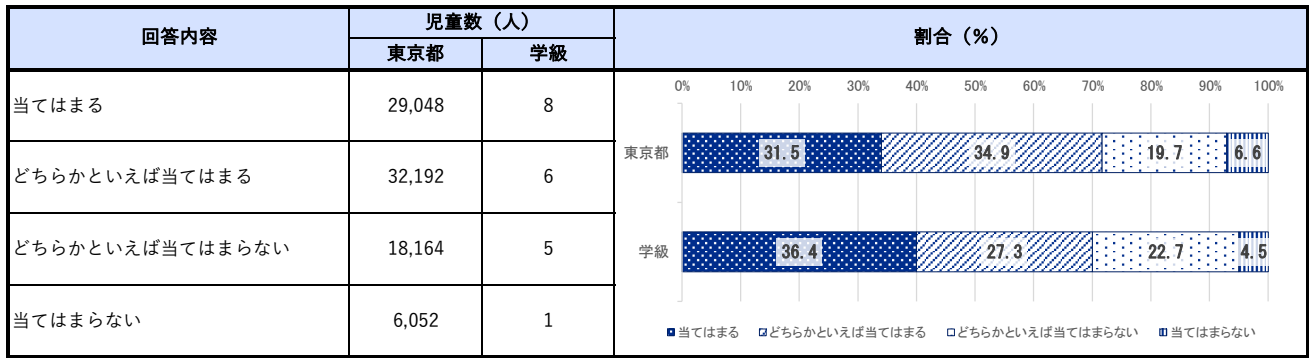 回答内容
児童数（人）
割合（%）
東京都
学級
当てはまる
29,048
8
どちらかといえば当てはまる
32,192
6
どちらかといえば当てはまらない
18,164
5
当てはまらない
6,052
1
0% 10% 20% 30% 40% 50% 60% 70% 80% 90% 100%
東京都
31.5 34.9 19.7 6.6
学級
36.4 27.3 22.7 4.5
当てはまる どちらかといえば当てはまる どちらかといえば当てはまらない 当てはまらない